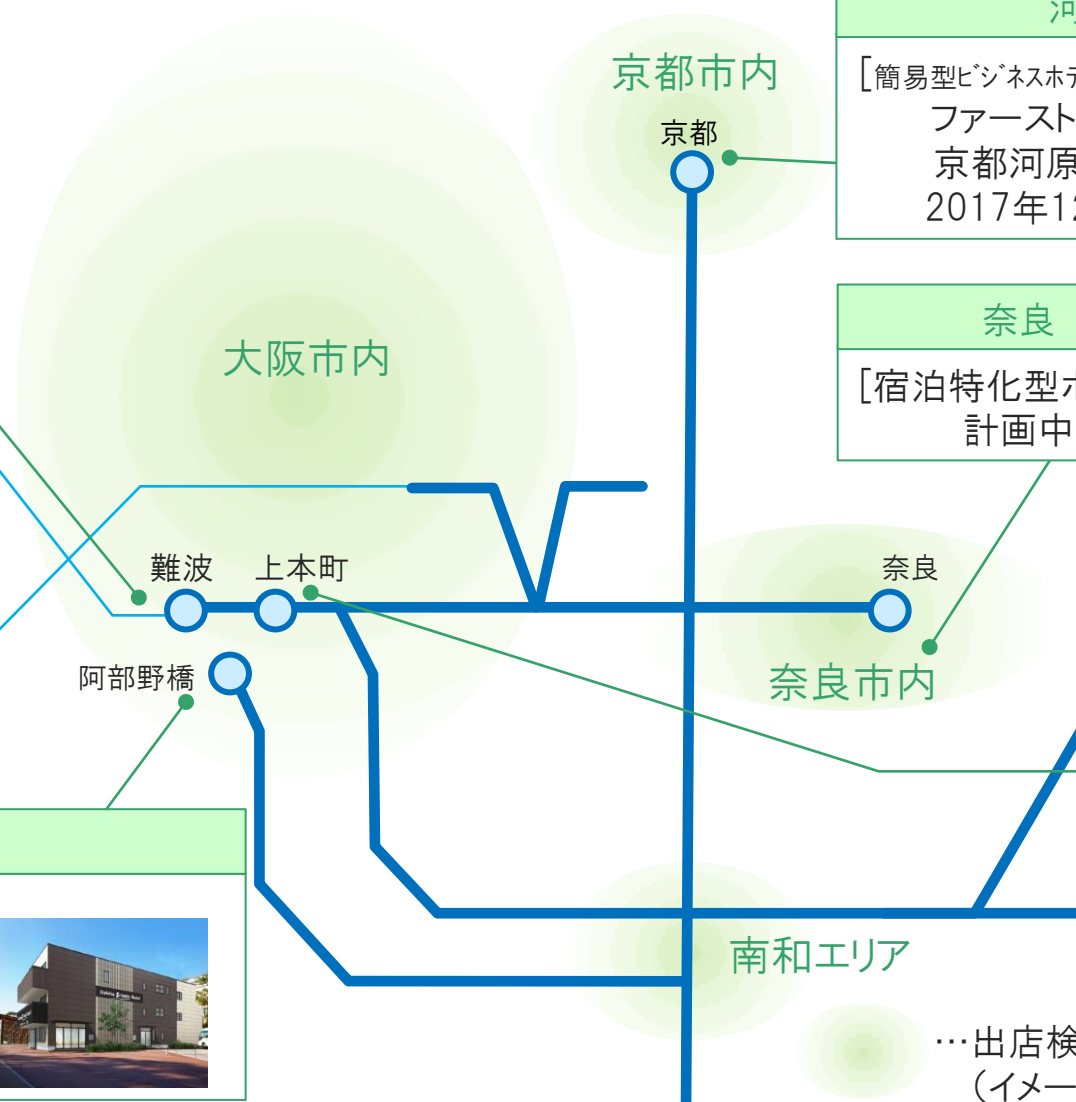 河
京都市内
[簡易型ﾋﾞｼﾞﾈｽﾎﾃ
ファースト
京都河原
2017年12
京都
奈良
[宿泊特化型ホ
計画中
大阪市内
難波
上本町
奈良
阿部野橋
奈良市内
南和エリア
…出店検
（イメー